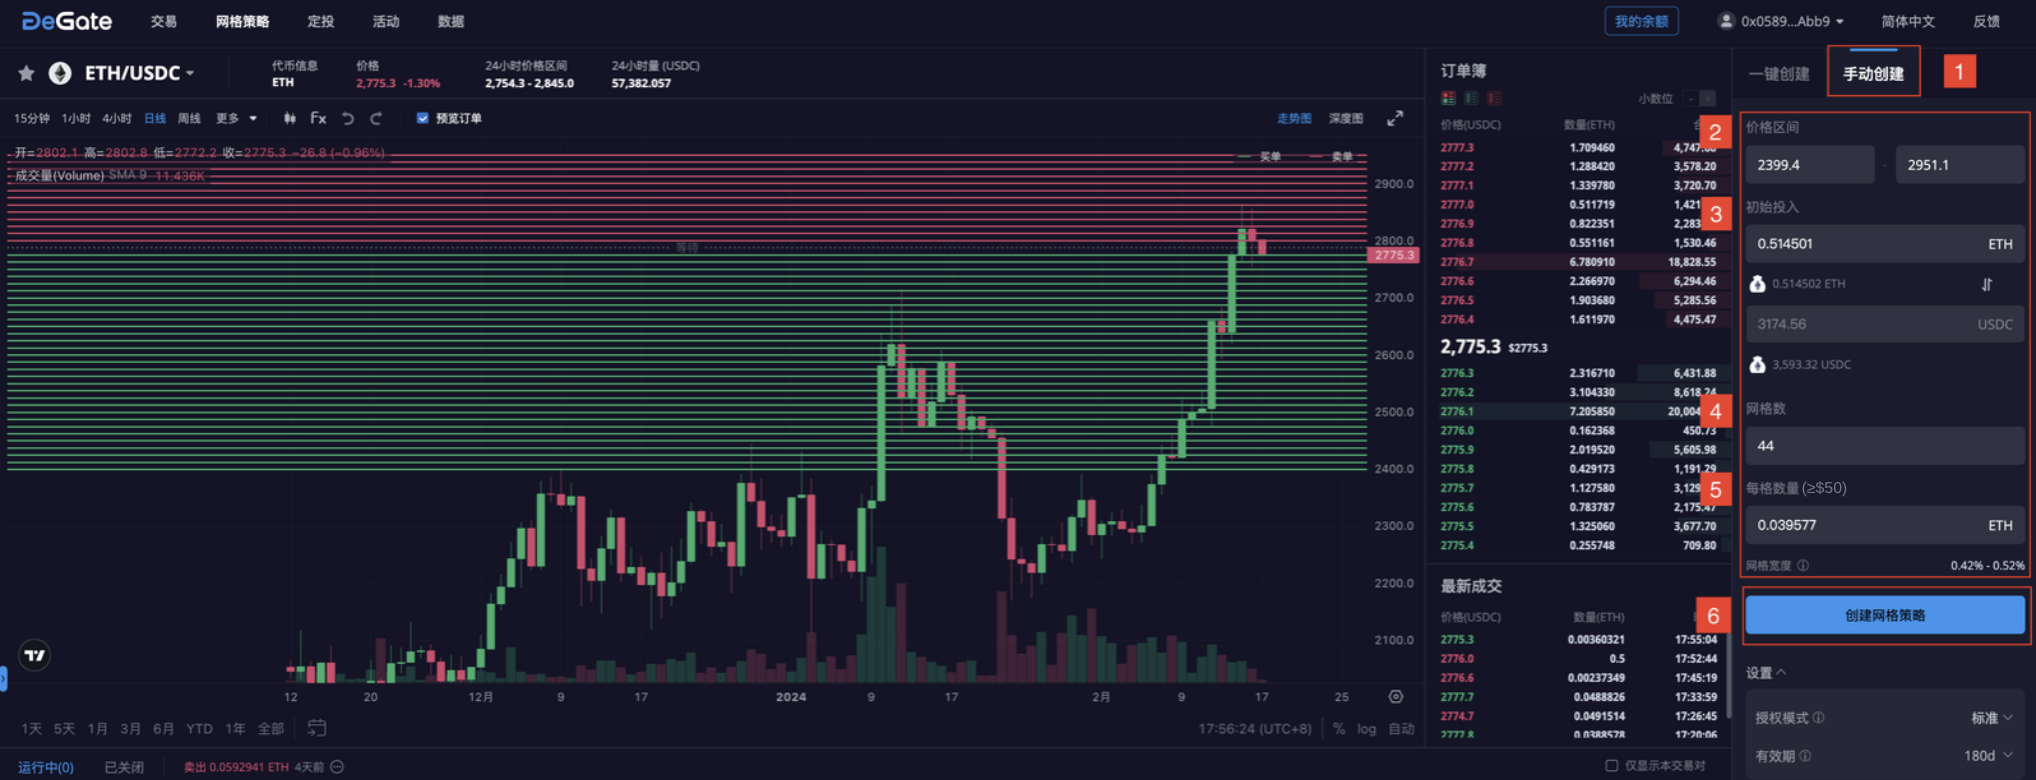 DeGate 交易 网格策略 定投 活动 数据 我的余额 0x0589...Abb9 简体中文 反馈
ETH/USDC
代币信息 价格 24小时价格区间 24小时量 (USDC)
ETH 2,775.3 -1.30% 2,754.3 - 2,845.0 57,382.057
15分钟 1小时 4小时 日线 周线 更多 Fx 预览订单 走势图 深度图
开=2802.1 高=2802.8 低=2772.2 收=2775.3 −26.8 (−0.96%)
买单 卖单
成交量(Volume) SMA 9 11.436K
等待
2900.0
2800.0
2775.3
2700.0
2600.0
2500.0
2400.0
2300.0
2200.0
2100.0
12 20 12月 9 17 2024 9 17 2月 9 17 25
1天 5天 1月 3月 6月 YTD 1年 全部 17:56:24 (UTC+8) % log 自动
运行中(0) 已关闭 卖出 0.0592941 ETH 4天前 仅显示本交易对
订单簿
小数位 - +
价格(USDC) 数量(ETH)
2777.3 1.709460
2777.2 1.288420 3,578.20
2777.1 1.339780 3,720.70
2777.0 0.511719 1,421
2776.9 0.822351 2,283
2776.8 0.551161 1,530.46
2776.7 6.780910 18,828.55
2776.6 2.266970 6,294.46
2776.5 1.903680 5,285.56
2776.4 1.611970 4,475.47
2,775.3 $2775.3
2776.3 2.316710 6,431.88
2776.2 3.104330 8,618.24
2776.1 7.205850 20,004
2776.0 0.162368 450.73
2775.9 2.019520 5,605.98
2775.8 0.429173 1,191.29
2775.7 1.127580 3,129
2775.6 0.783787 2,175.47
2775.5 1.325060 3,677.70
2775.4 0.255748 709.80
最新成交
价格(USDC) 数量(ETH)
2775.3 0.00360321 17:55:04
2776.0 0.5 17:52:44
2776.6 0.00237349 17:45:19
2777.7 0.0488826 17:33:59
2774.7 0.0491514 17:26:45
2777.8 0.0388578 17:20:06
一键创建 手动创建 1
2 价格区间
2399.4 - 2951.1
3 初始投入
0.514501 ETH
0.514502 ETH
3174.56 USDC
3,593.32 USDC
4 网格数
44
5 每格数量 (≥$50)
0.039577 ETH
网格宽度 0.42% - 0.52%
6 创建网格策略
设置
授权模式 标准
有效期 180d